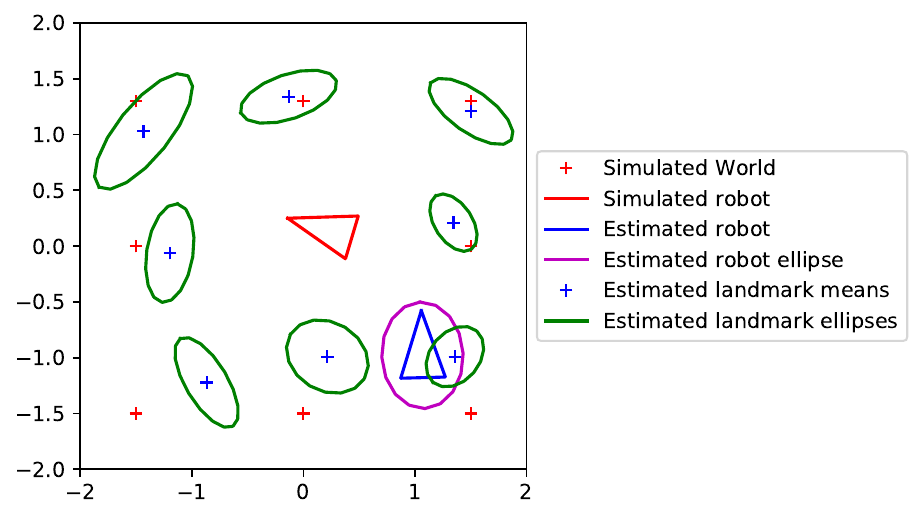 2.0
1.5
1.0
0.5
0.0
−0.5
−1.0
−1.5
−2.0
−2 −1 0 1 2
Simulated World
Simulated robot
Estimated robot
Estimated robot ellipse
Estimated landmark means
Estimated landmark ellipses